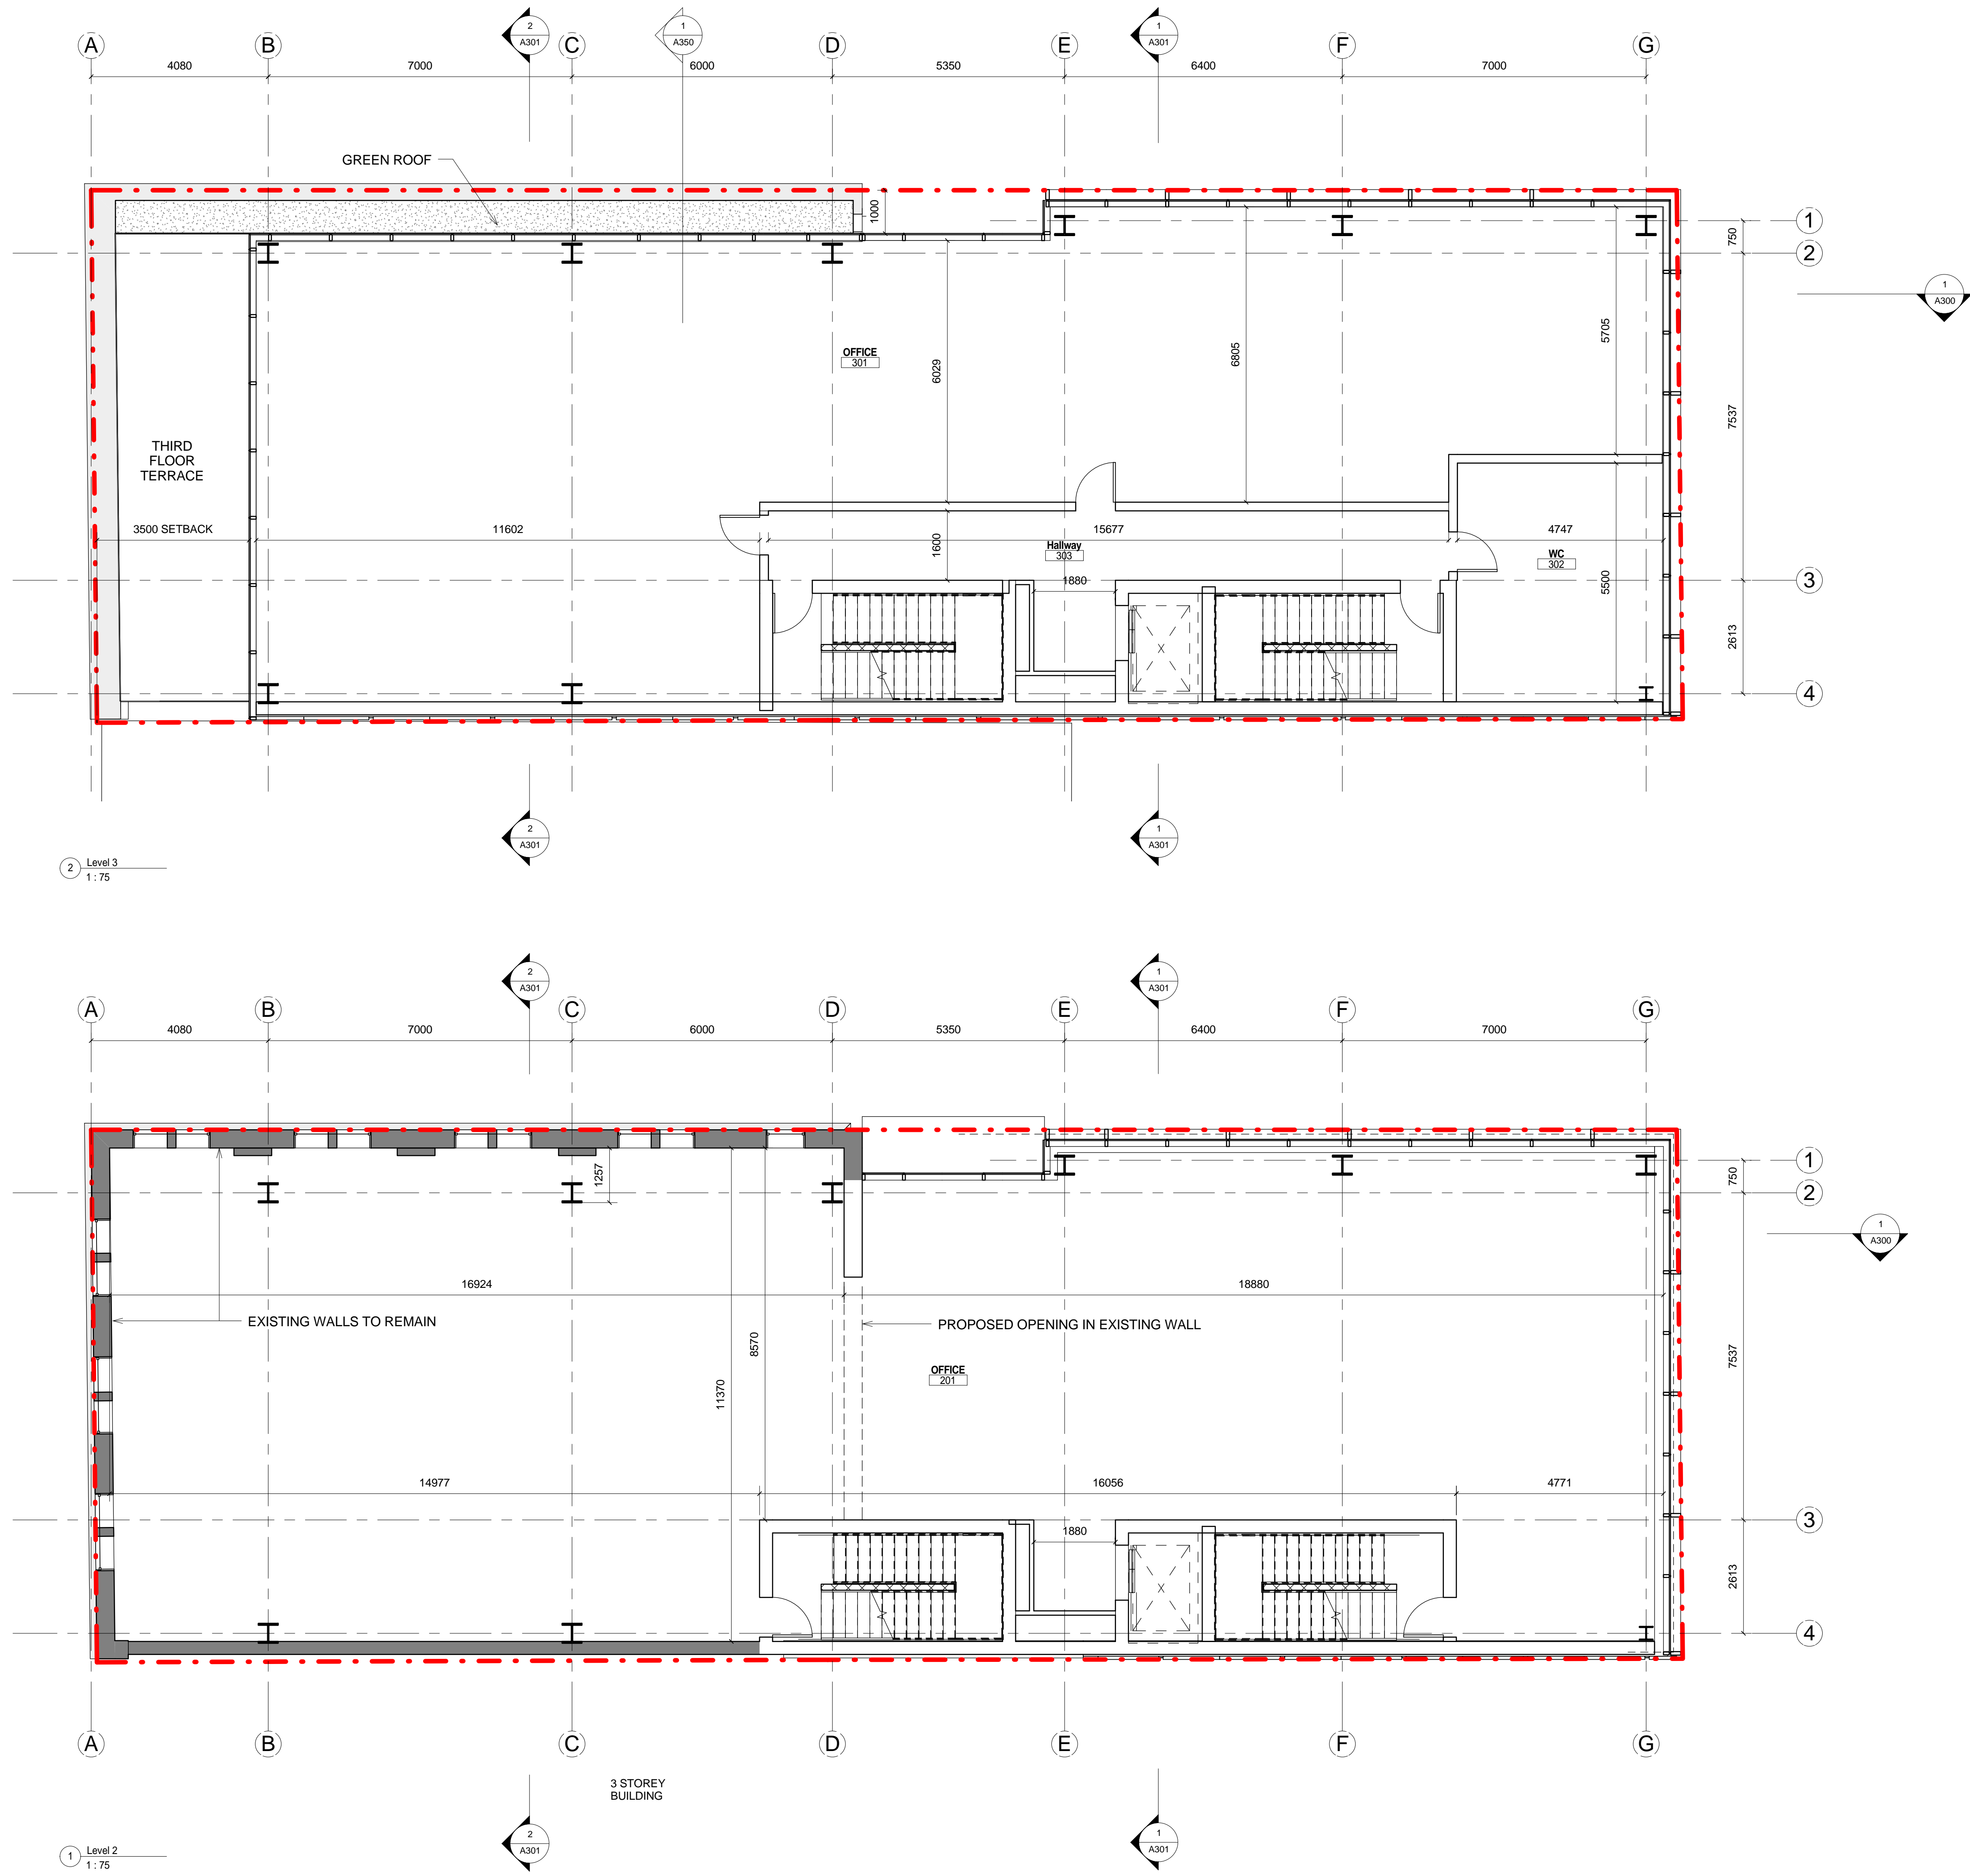 2
A301
1
A350
1
A301
A
B
C
D
E
F
G
4080
7000
6000
5350
6400
7000
GREEN ROOF
1000
1
2
750
1
A300
OFFICE
301
6029
6805
5705
7537
THIRD
FLOOR
TERRACE
3500 SETBACK
11602
1600
15677
4747
Hallway
303
WC
302
1880
5500
3
2613
4
2
A301
1
A301
2
Level 3
1 : 75
2
A301
1
A301
A
B
C
D
E
F
G
4080
7000
6000
5350
6400
7000
1
2
750
1257
1
A300
16924
18880
EXISTING WALLS TO REMAIN
PROPOSED OPENING IN EXISTING WALL
8570
11370
7537
OFFICE
201
14977
16056
4771
1880
3
2613
4
A
B
C
D
E
F
G
3 STOREY
BUILDING
2
A301
1
A301
1
Level 2
1 : 75